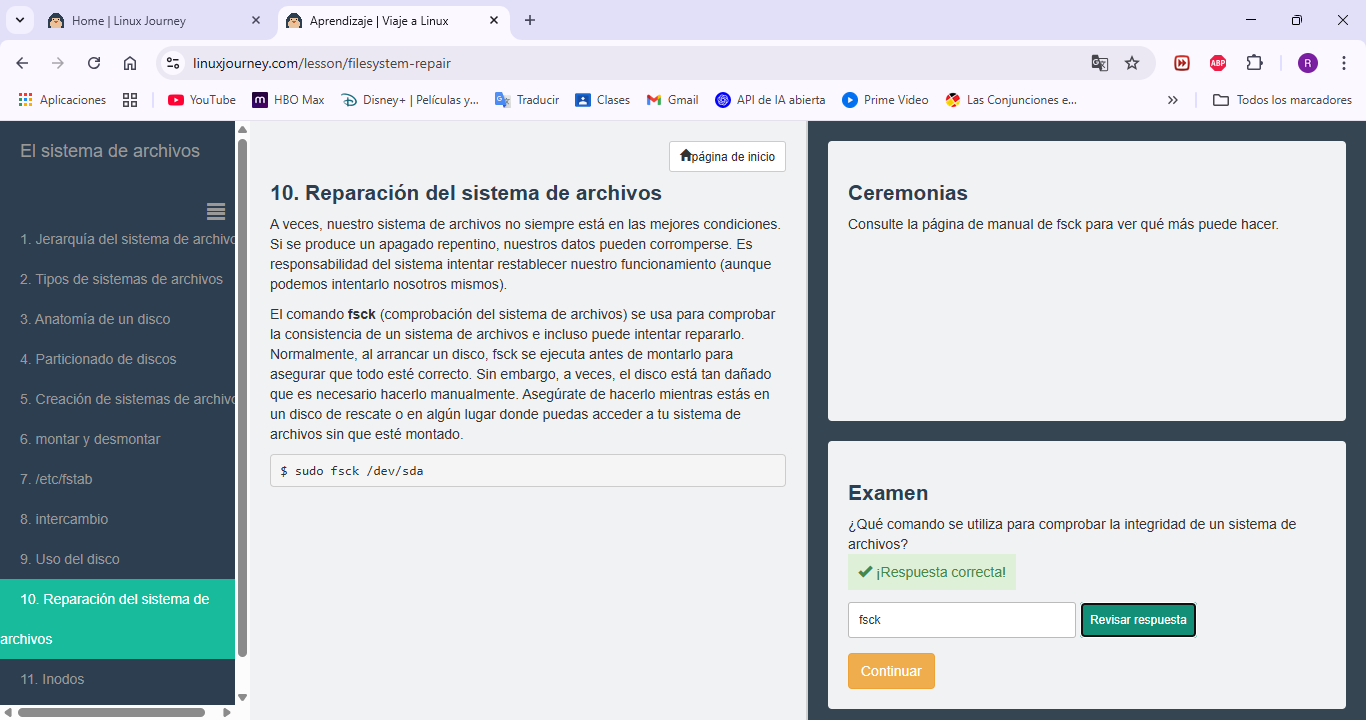 Home | Linux Journey
Aprendizaje | Viaje a Linux
linuxjourney.com/lesson/filesystem-repair
ABP
R
Aplicaciones
YouTube
HBO Max
Disney+ | Películas y...
Traducir
Clases
Gmail
API de IA abierta
Prime Video
Las Conjunciones e...
Todos los marcadores
El sistema de archivos
1. Jerarquía del sistema de archivo
2. Tipos de sistemas de archivos
3. Anatomía de un disco
4. Particionado de discos
5. Creación de sistemas de archivo
6. montar y desmontar
7. /etc/fstab
8. intercambio
9. Uso del disco
10. Reparación del sistema de
archivos
11. Inodos
página de inicio
10. Reparación del sistema de archivos
A veces, nuestro sistema de archivos no siempre está en las mejores condiciones.
Si se produce un apagado repentino, nuestros datos pueden corromperse. Es
responsabilidad del sistema intentar restablecer nuestro funcionamiento (aunque
podemos intentarlo nosotros mismos).
El comando fsck (comprobación del sistema de archivos) se usa para comprobar
la consistencia de un sistema de archivos e incluso puede intentar repararlo.
Normalmente, al arrancar un disco, fsck se ejecuta antes de montarlo para
asegurar que todo esté correcto. Sin embargo, a veces, el disco está tan dañado
que es necesario hacerlo manualmente. Asegúrate de hacerlo mientras estás en
un disco de rescate o en algún lugar donde puedas acceder a tu sistema de
archivos sin que esté montado.
$ sudo fsck /dev/sda
Ceremonias
Consulte la página de manual de fsck para ver qué más puede hacer.
Examen
¿Qué comando se utiliza para comprobar la integridad de un sistema de
archivos?
¡Respuesta correcta!
fsck
Revisar respuesta
Continuar